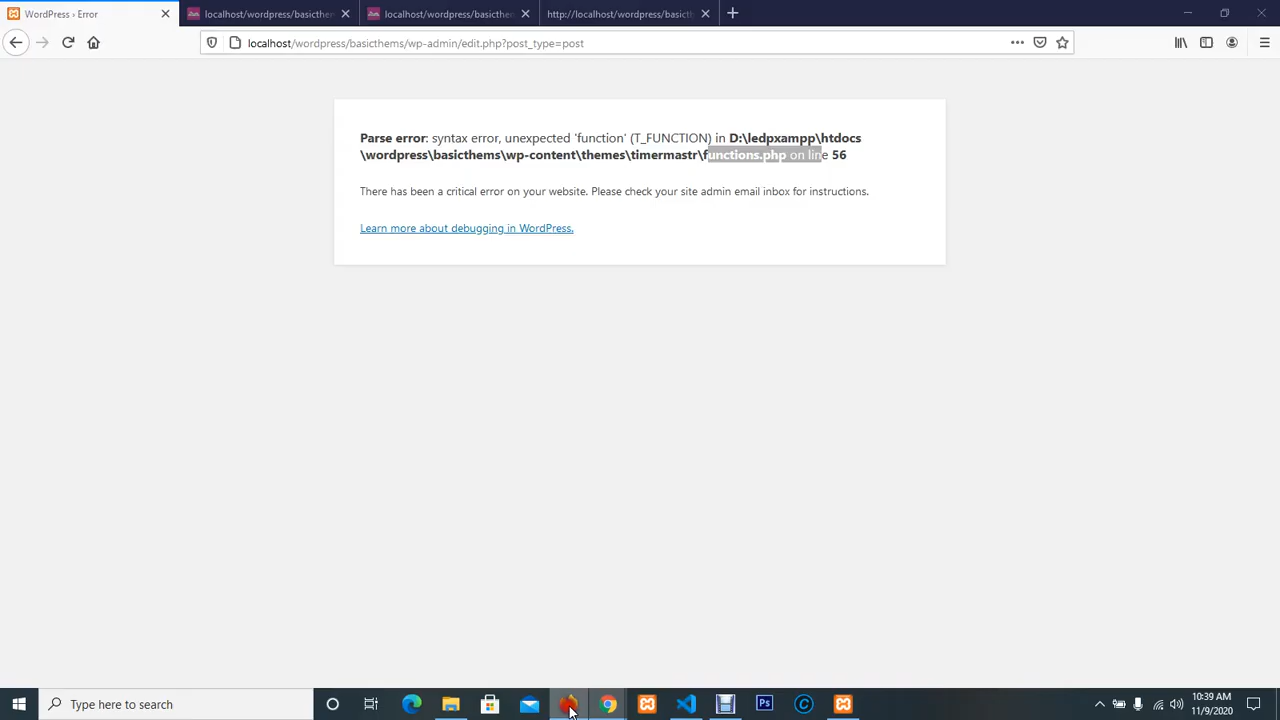 WordPress › Error
localhost/wordpress/basicthem
localhost/wordpress/basicthem
http://localhost/wordpress/basictl
localhost/wordpress/basicthems/wp-admin/edit.php?post_type=post
Parse error: syntax error, unexpected 'function' (T_FUNCTION) in D:\ledpxampp\htdocs
\wordpress\basicthems\wp-content\themes\timermastr\functions.php on line 56
There has been a critical error on your website. Please check your site admin email inbox for instructions.
Learn more about debugging in WordPress.
Type here to search
Ps
10:39 AM
11/9/2020